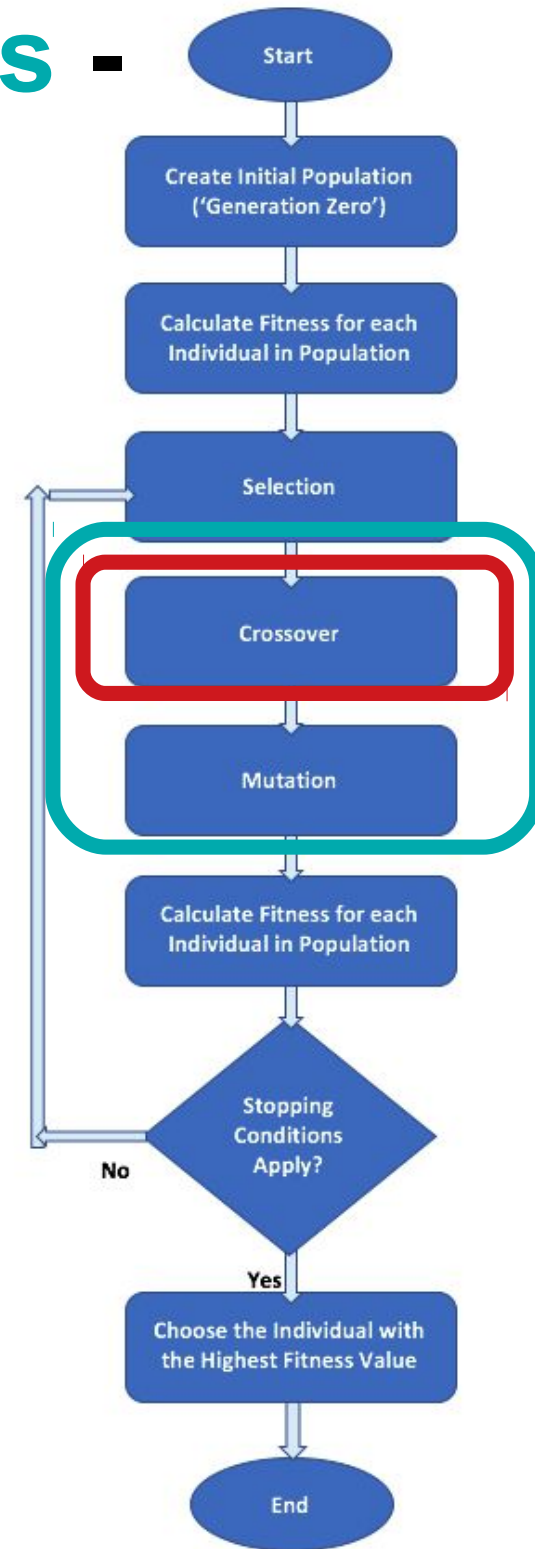 s -
Start
Create Initial Population
(‘Generation Zero’)
Calculate Fitness for each
Individual in Population
Selection
Crossover
Mutation
Calculate Fitness for each
Individual in Population
Stopping
Conditions
Apply?
No
Yes
Choose the Individual with
the Highest Fitness Value
End